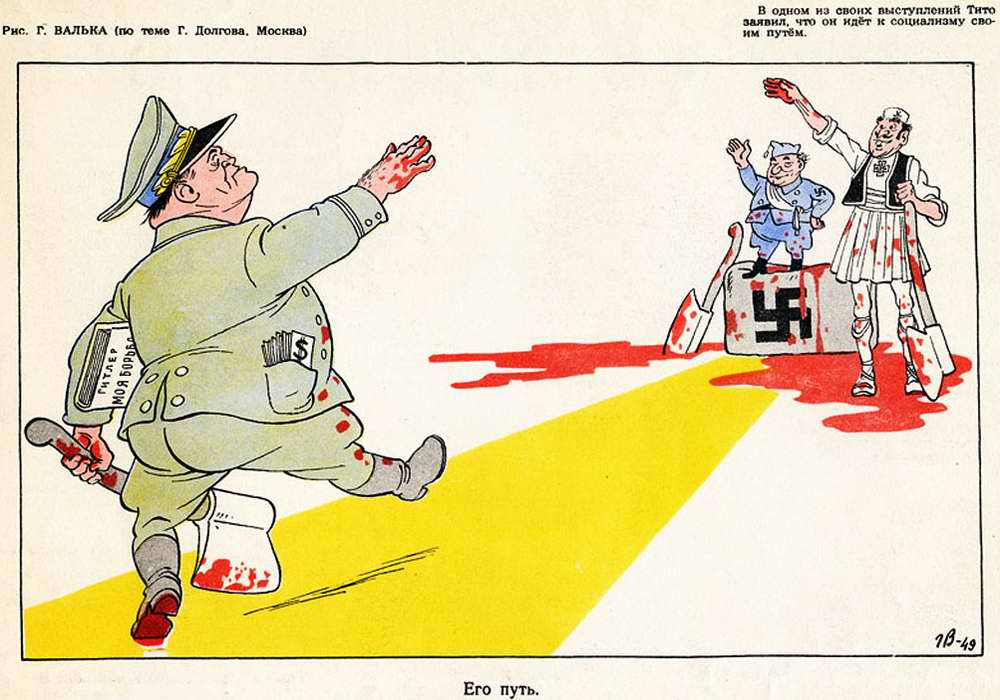 Рис. Г. ВАЛЬКА (по теме Г. Долгова, Москва)
В одном из своих выступлений Тито
заявил, что он идёт к социализму сво-
им путём.
ГИТЛЕР
МОЯ БОРЬБА
$
ГВ-49
Его путь.